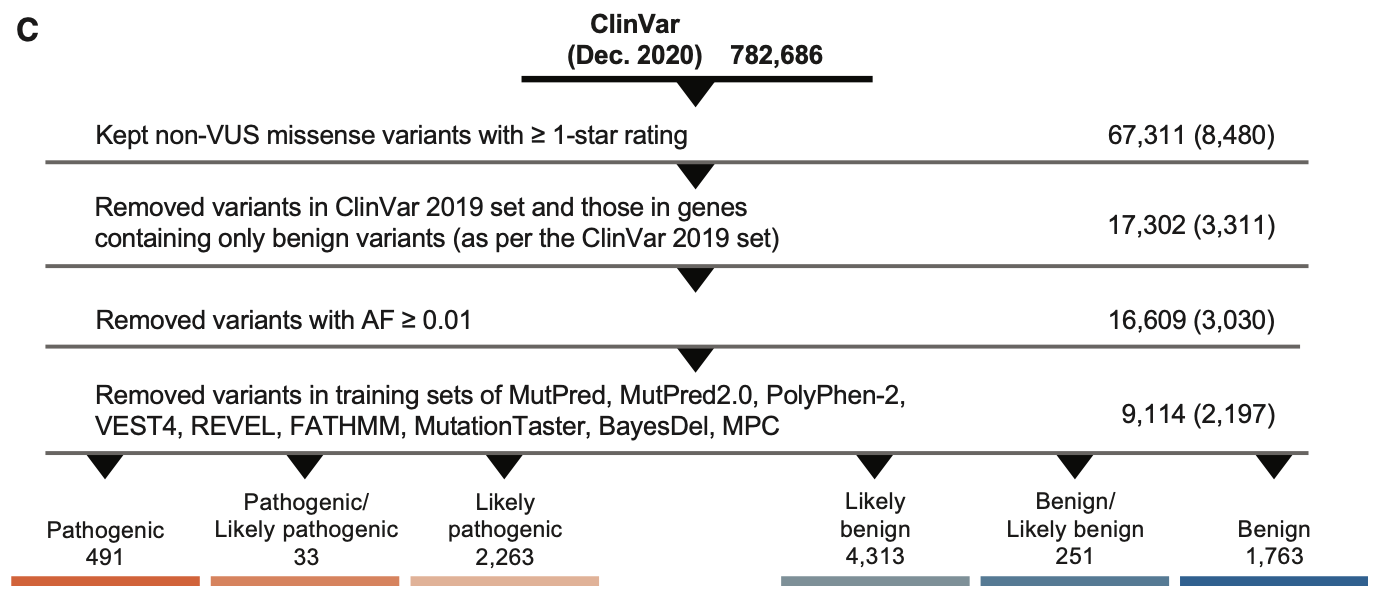 C
ClinVar
(Dec. 2020) 782,686
Kept non-VUS missense variants with ≥ 1-star rating
67,311 (8,480)
Removed variants in ClinVar 2019 set and those in genes
containing only benign variants (as per the ClinVar 2019 set)
17,302 (3,311)
Removed variants with AF ≥ 0.01
16,609 (3,030)
Removed variants in training sets of MutPred, MutPred2.0, PolyPhen-2,
VEST4, REVEL, FATHMM, MutationTaster, BayesDel, MPC
9,114 (2,197)
Pathogenic
491
Pathogenic/
Likely pathogenic
33
Likely
pathogenic
2,263
Likely
benign
4,313
Benign/
Likely benign
251
Benign
1,763